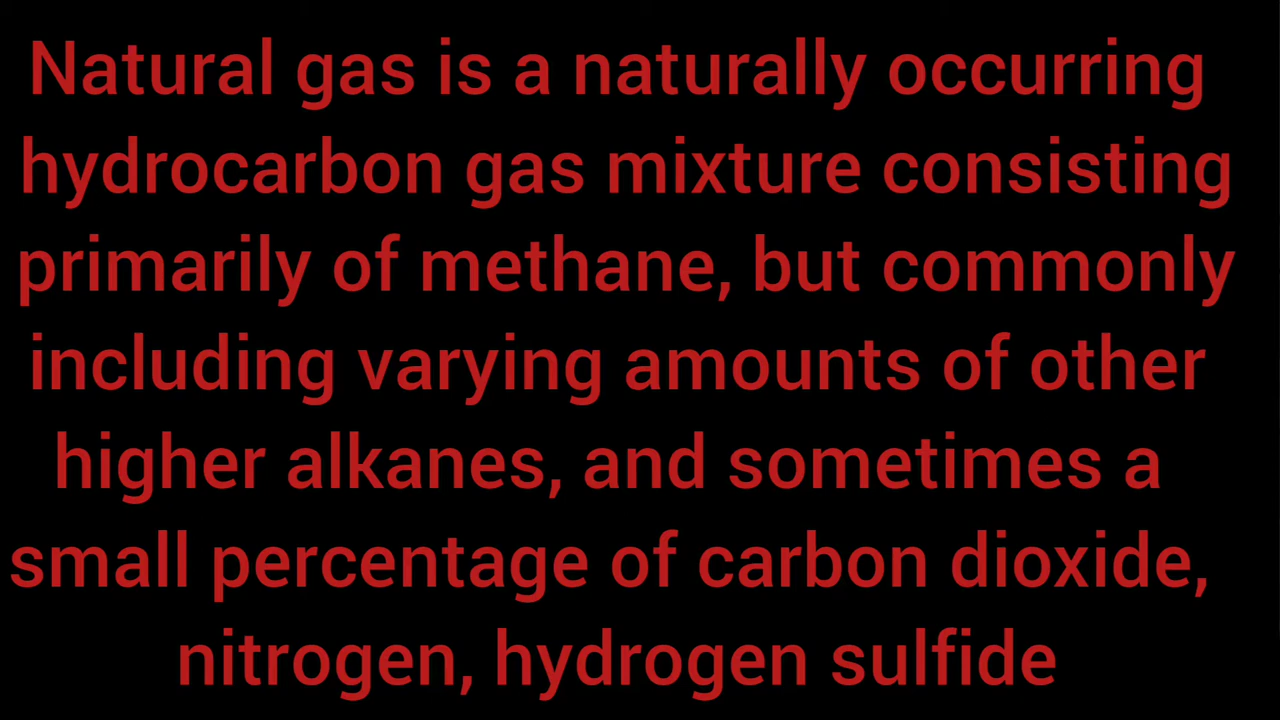 Natural gas is a naturally occurring
hydrocarbon gas mixture consisting
primarily of methane, but commonly
including varying amounts of other
higher alkanes, and sometimes a
small percentage of carbon dioxide,
nitrogen, hydrogen sulfide